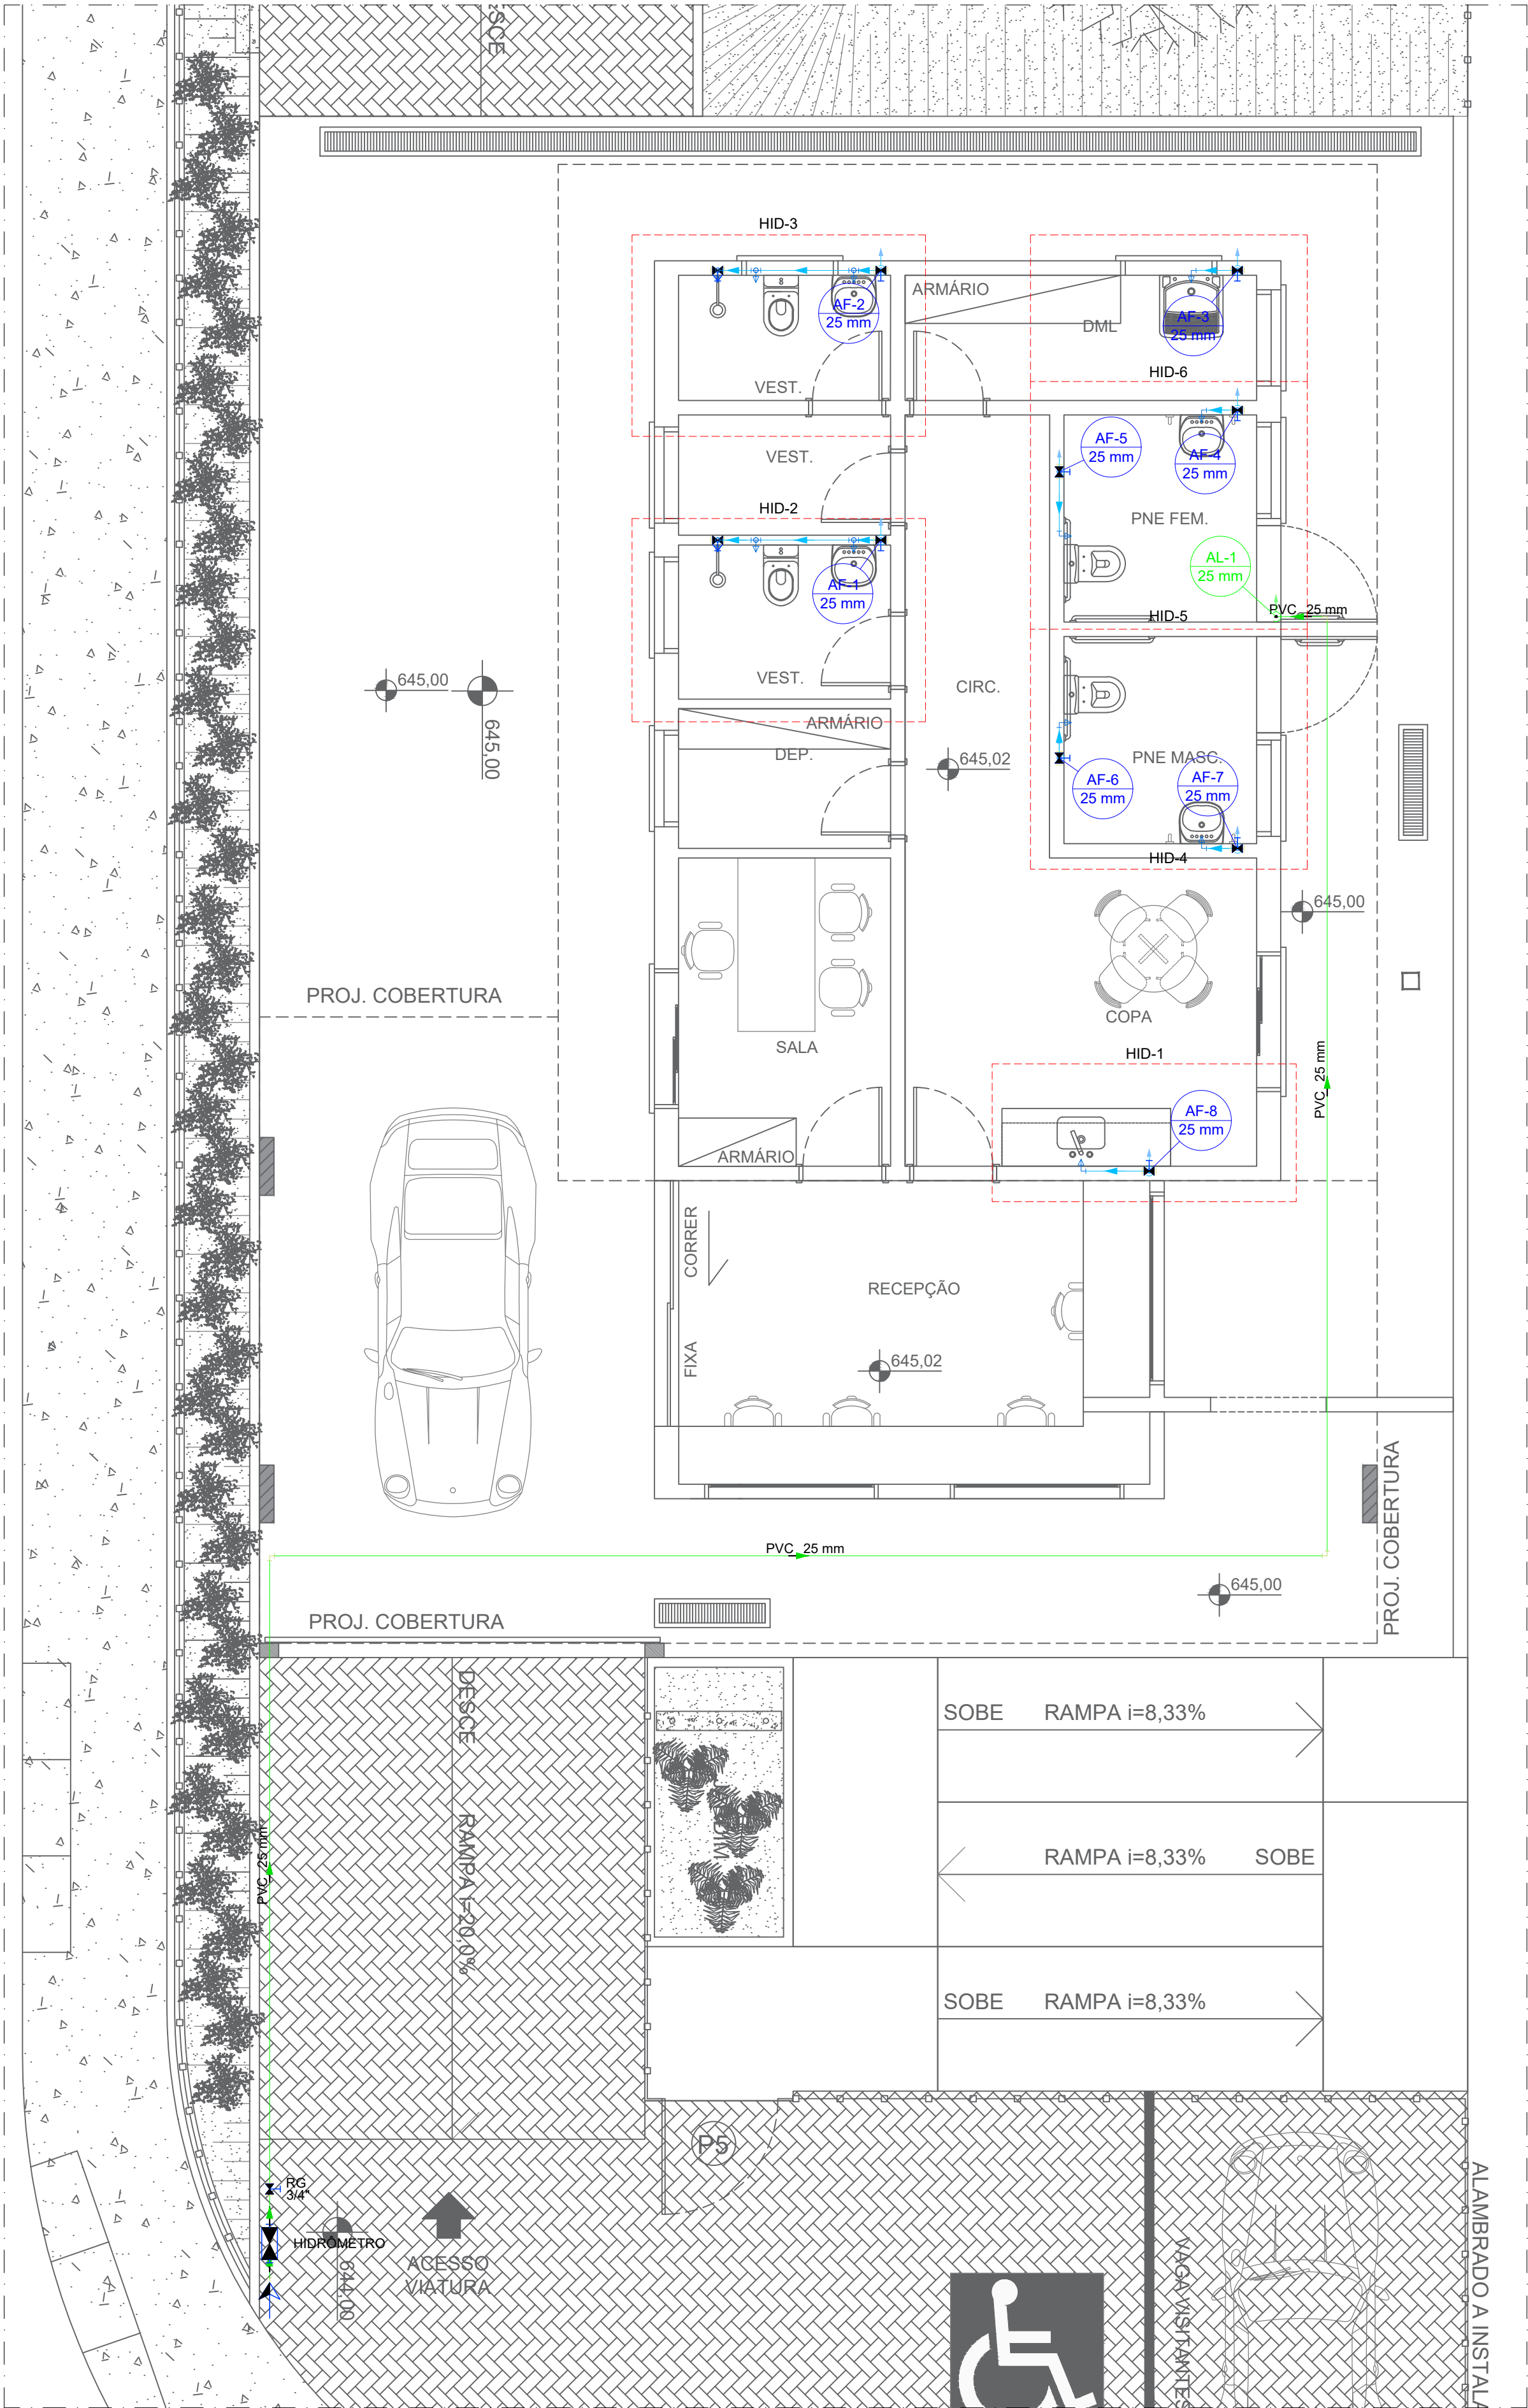 HID-3
ARMÁRIO
AF-2
25 mm
AF-3
25 mm
DML
HID-6
VEST.
AF-5
25 mm
AF-4
25 mm
VEST.
HID-2
PNE FEM.
AL-1
25 mm
AF-1
25 mm
PVC 25 mm
HID-5
VEST.
CIRC.
645,00
645,00
ARMÁRIO
DEP.
645,02
PNE MASC.
AF-6
25 mm
AF-7
25 mm
HID-4
645,00
PROJ. COBERTURA
COPA
SALA
HID-1
PVC 25 mm
AF-8
25 mm
ARMÁRIO
CORRER
FIXA
RECEPÇÃO
645,02
PROJ. COBERTURA
PVC 25 mm
645,00
PROJ. COBERTURA
DESCE RAMPA i=20,0%
SOBE RAMPA i=8,33%
RAMPA i=8,33% SOBE
SOBE RAMPA i=8,33%
PVC 25 mm
P5
RG
3/4"
HIDRÔMETRO
644,00
ACESSO
VIATURA
VAGA VISITANTES
ALAMBRADO A INSTAL